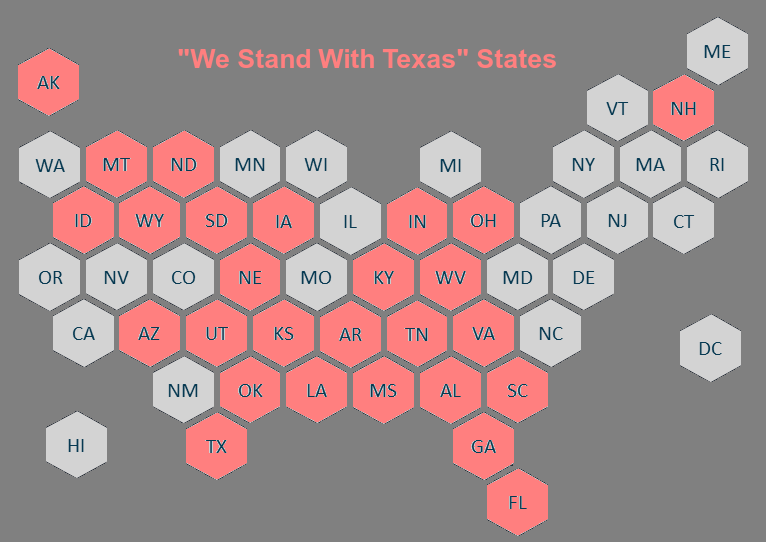 ME
"We Stand With Texas" States
AK
VT NH
WA MT ND MN WI MI NY MA RI
ID WY SD IA IL IN OH PA NJ CT
OR NV CO NE MO KY WV MD DE
CA AZ UT KS AR TN VA NC
DC
NM OK LA MS AL SC
HI TX GA
FL